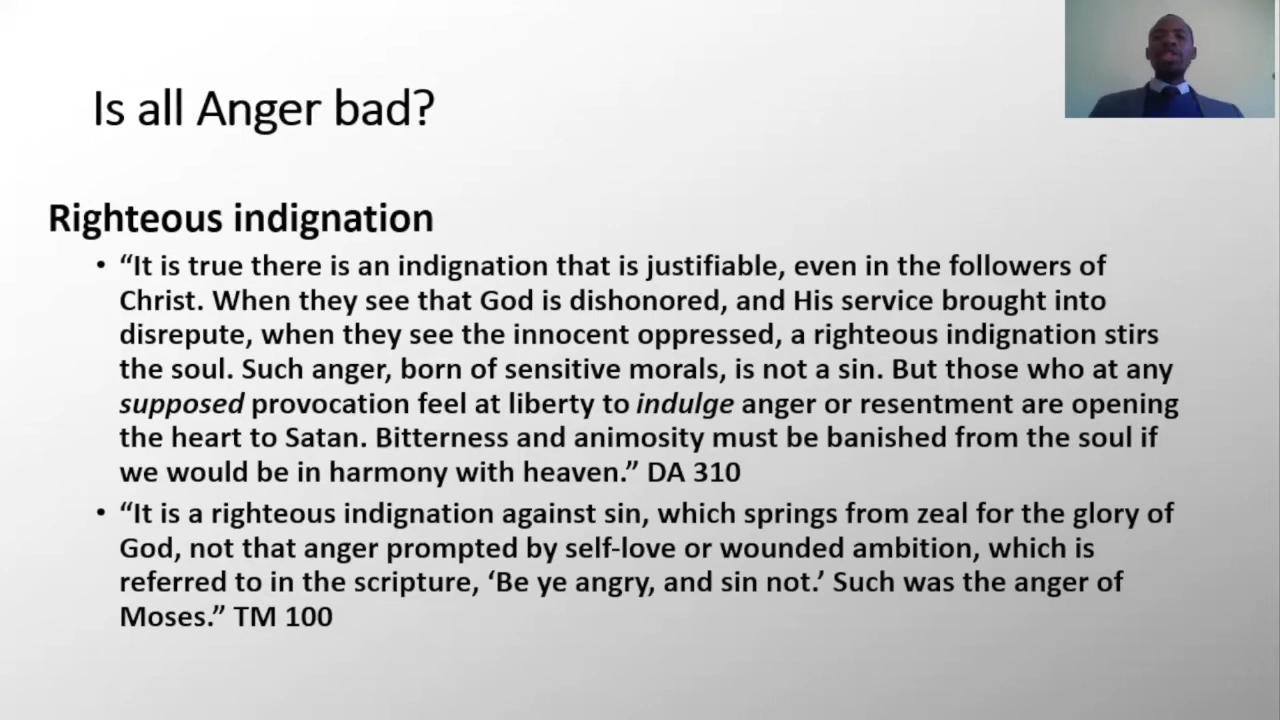 Is all Anger bad?
Righteous indignation
• “It is true there is an indignation that is justifiable, even in the followers of
Christ. When they see that God is dishonored, and His service brought into
disrepute, when they see the innocent oppressed, a righteous indignation stirs
the soul. Such anger, born of sensitive morals, is not a sin. But those who at any
supposed provocation feel at liberty to indulge anger or resentment are opening
the heart to Satan. Bitterness and animosity must be banished from the soul if
we would be in harmony with heaven.” DA 310
• “It is a righteous indignation against sin, which springs from zeal for the glory of
God, not that anger prompted by self-love or wounded ambition, which is
referred to in the scripture, ‘Be ye angry, and sin not.’ Such was the anger of
Moses.” TM 100